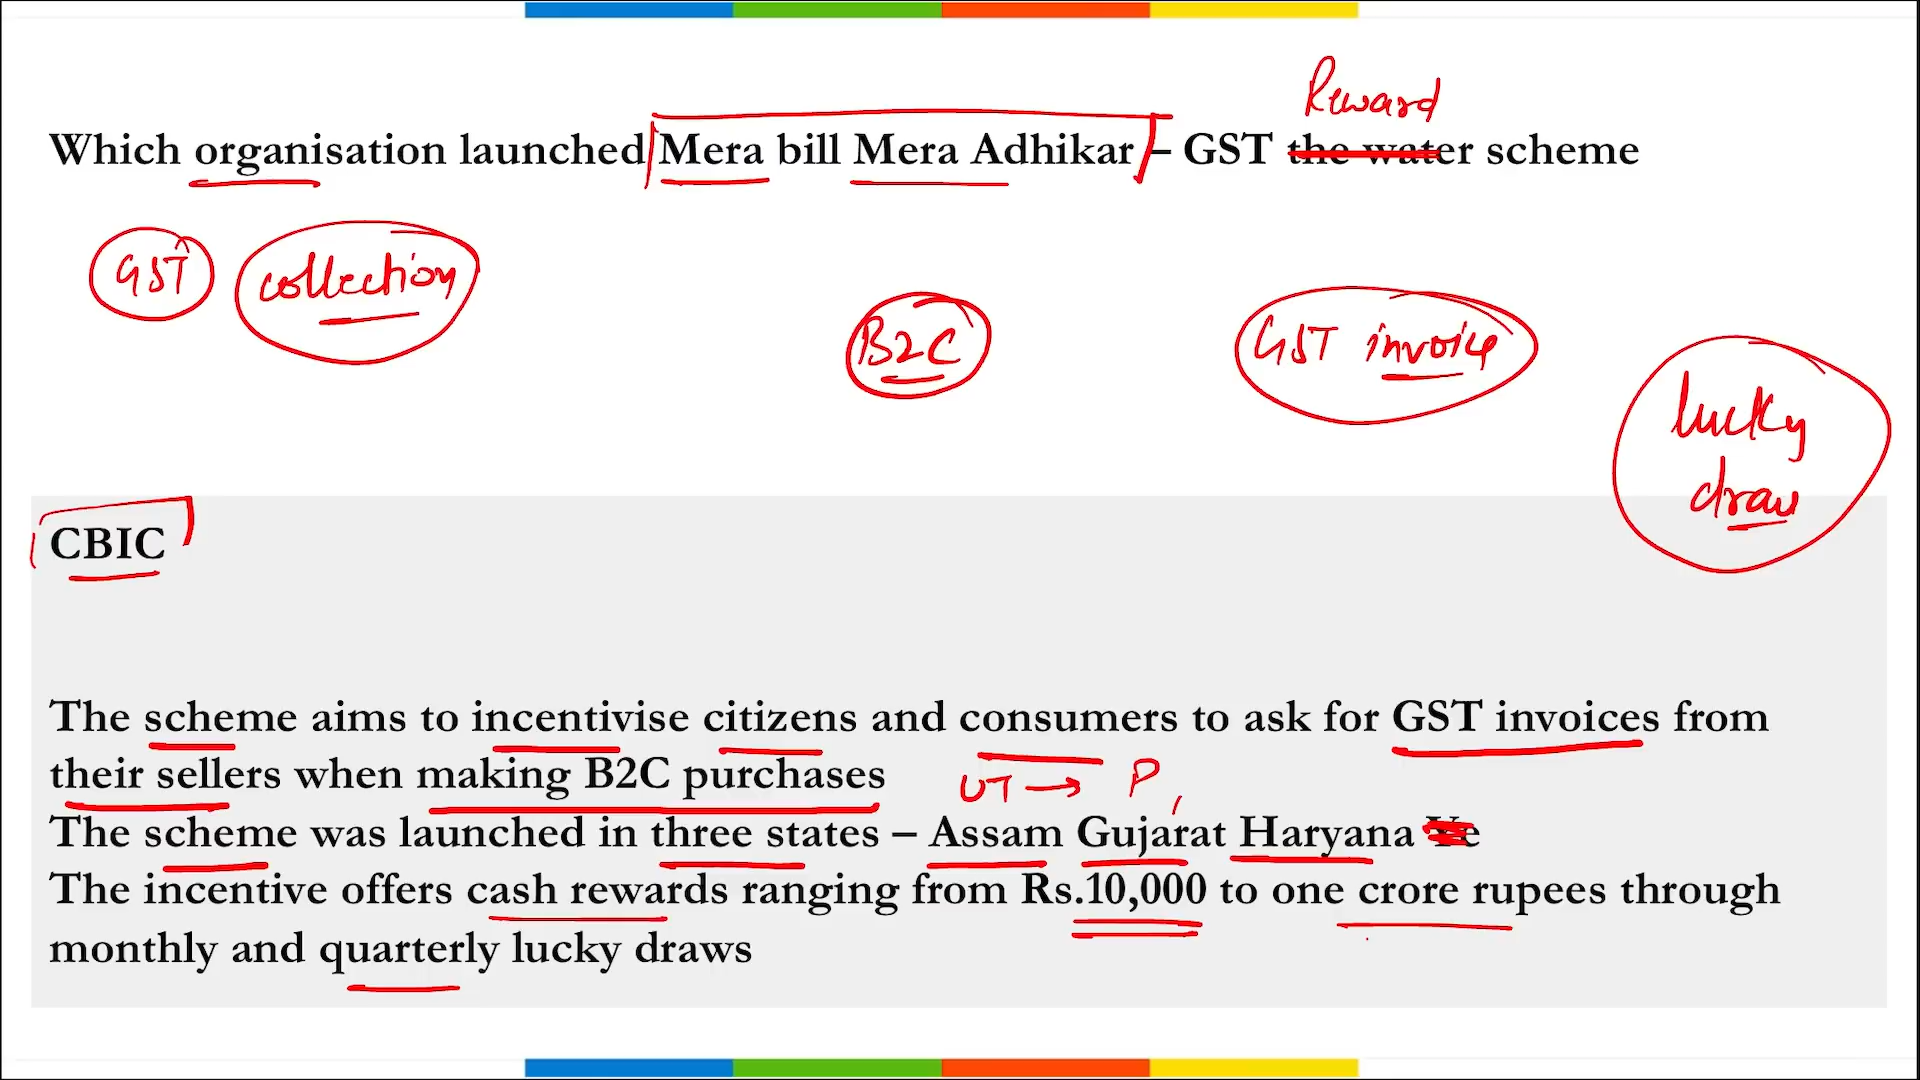 Reward
Which organisation launched Mera bill Mera Adhikar – GST the water scheme
GST collection
B2C
GST invoice
lucky
draw
CBIC
The scheme aims to incentivise citizens and consumers to ask for GST invoices from
their sellers when making B2C purchases
UT → P,
The scheme was launched in three states – Assam Gujarat Haryana
The incentive offers cash rewards ranging from Rs.10,000 to one crore rupees through
monthly and quarterly lucky draws